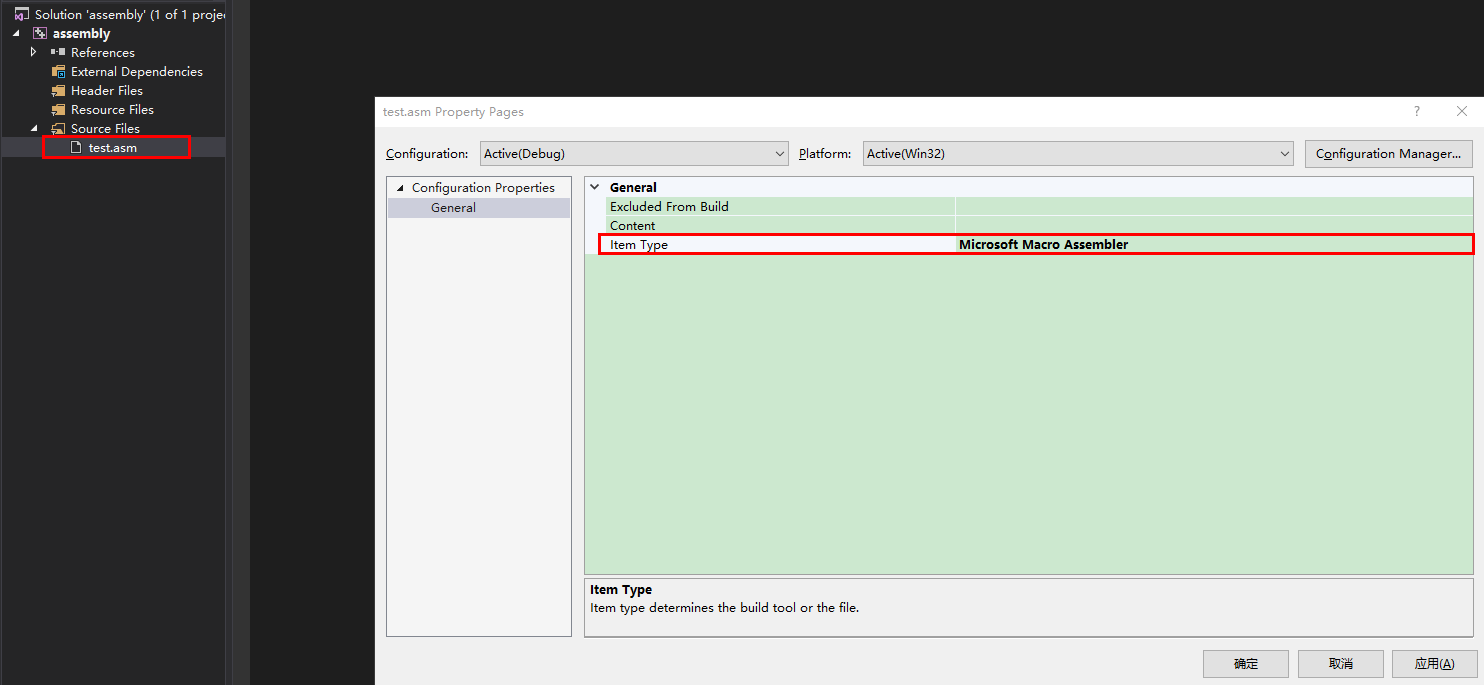 Solution 'assembly' (1 of 1 proje
assembly
References
External Dependencies
Header Files
Resource Files
Source Files
test.asm
test.asm Property Pages
?
Configuration: Active(Debug) Platform: Active(Win32) Configuration Manager...
Configuration Properties
General
General
Excluded From Build
Content
Item Type Microsoft Macro Assembler
Item Type
Item type determines the build tool or the file.
确定 取消 应用(A)